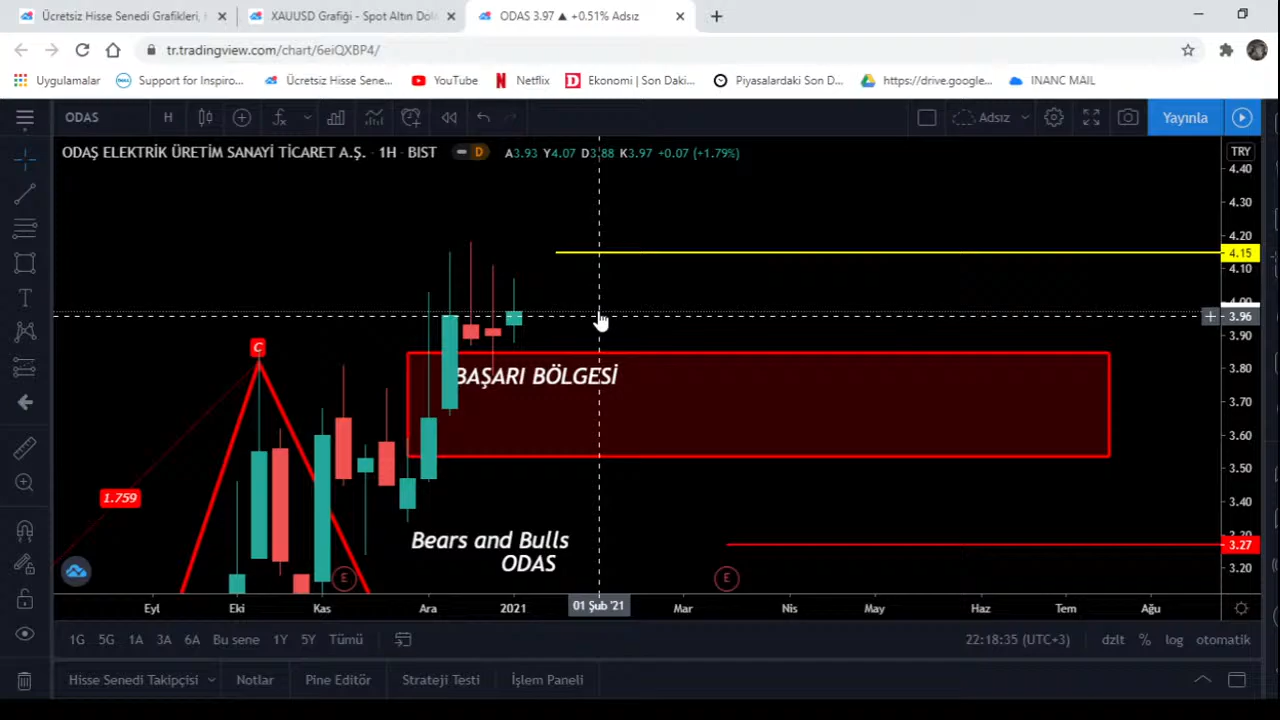 Ücretsiz Hisse Senedi Grafikleri,
XAUUSD Grafiği - Spot Altın Dol
ODAS 3.97 ▲ +0.51% Adsız
tr.tradingview.com/chart/6eiQXBP4/
Uygulamalar
Support for Inspiro...
Ücretsiz Hisse Sene...
YouTube
Netflix
Ekonomi | Son Daki...
Piyasalardaki Son D...
https://drive.google...
INANC MAIL
ODAS
H
Adsız
Yayınla
ODAŞ ELEKTRİK ÜRETİM SANAYİ TİCARET A.Ş. · 1H · BIST
D
A3.93 Y4.07 D3.88 K3.97 +0.07 (+1.79%)
TRY
4.40
4.30
4.20
4.15
4.10
4.00
3.96
3.90
3.80
3.70
3.60
3.50
3.40
3.27
3.20
C
BAŞARI BÖLGESİ
1.759
Bears and Bulls
ODAS
E
E
Eyl
Eki
Kas
Ara
2021
01 Şub '21
Mar
Nis
May
Haz
Tem
Ağu
1G
5G
1A
3A
6A
Bu sene
1Y
5Y
Tümü
22:18:35 (UTC+3)
dzlt
%
log
otomatik
Hisse Senedi Takipçisi
Notlar
Pine Editör
Strateji Testi
İşlem Paneli